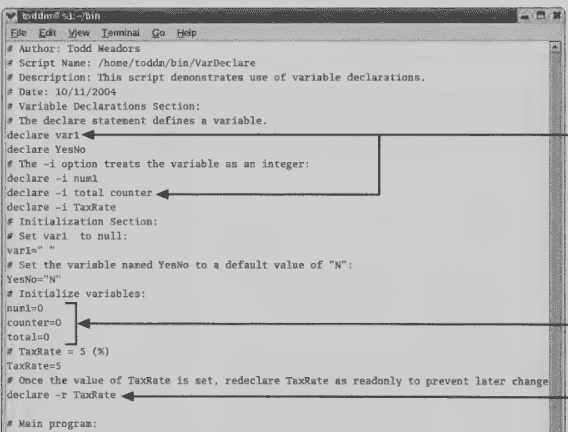 toddm@ s1:~/bin
File Edit View Terminal Go Help
# Author: Todd Meadors
# Script Name: /home/toddm/bin/VarDeclare
# Description: This script demonstrates use of variable declarations.
# Date: 10/11/2004
# Variable Declarations Section:
# The declare statement defines a variable.
declare var1
declare YesNo
# The -i option treats the variable as an integer:
declare -i num1
declare -i total counter
declare -i TaxRate
# Initialization Section:
# Set var1 to null:
var1=" "
# Set the variable named YesNo to a default value of "N":
YesNo="N"
# Initialize variables:
num1=0
counter=0
total=0
# TaxRate = 5 (%)
TaxRate=5
# Once the value of TaxRate is set, redeclare TaxRate as readonly to prevent later change
declare -r TaxRate
# Main program: